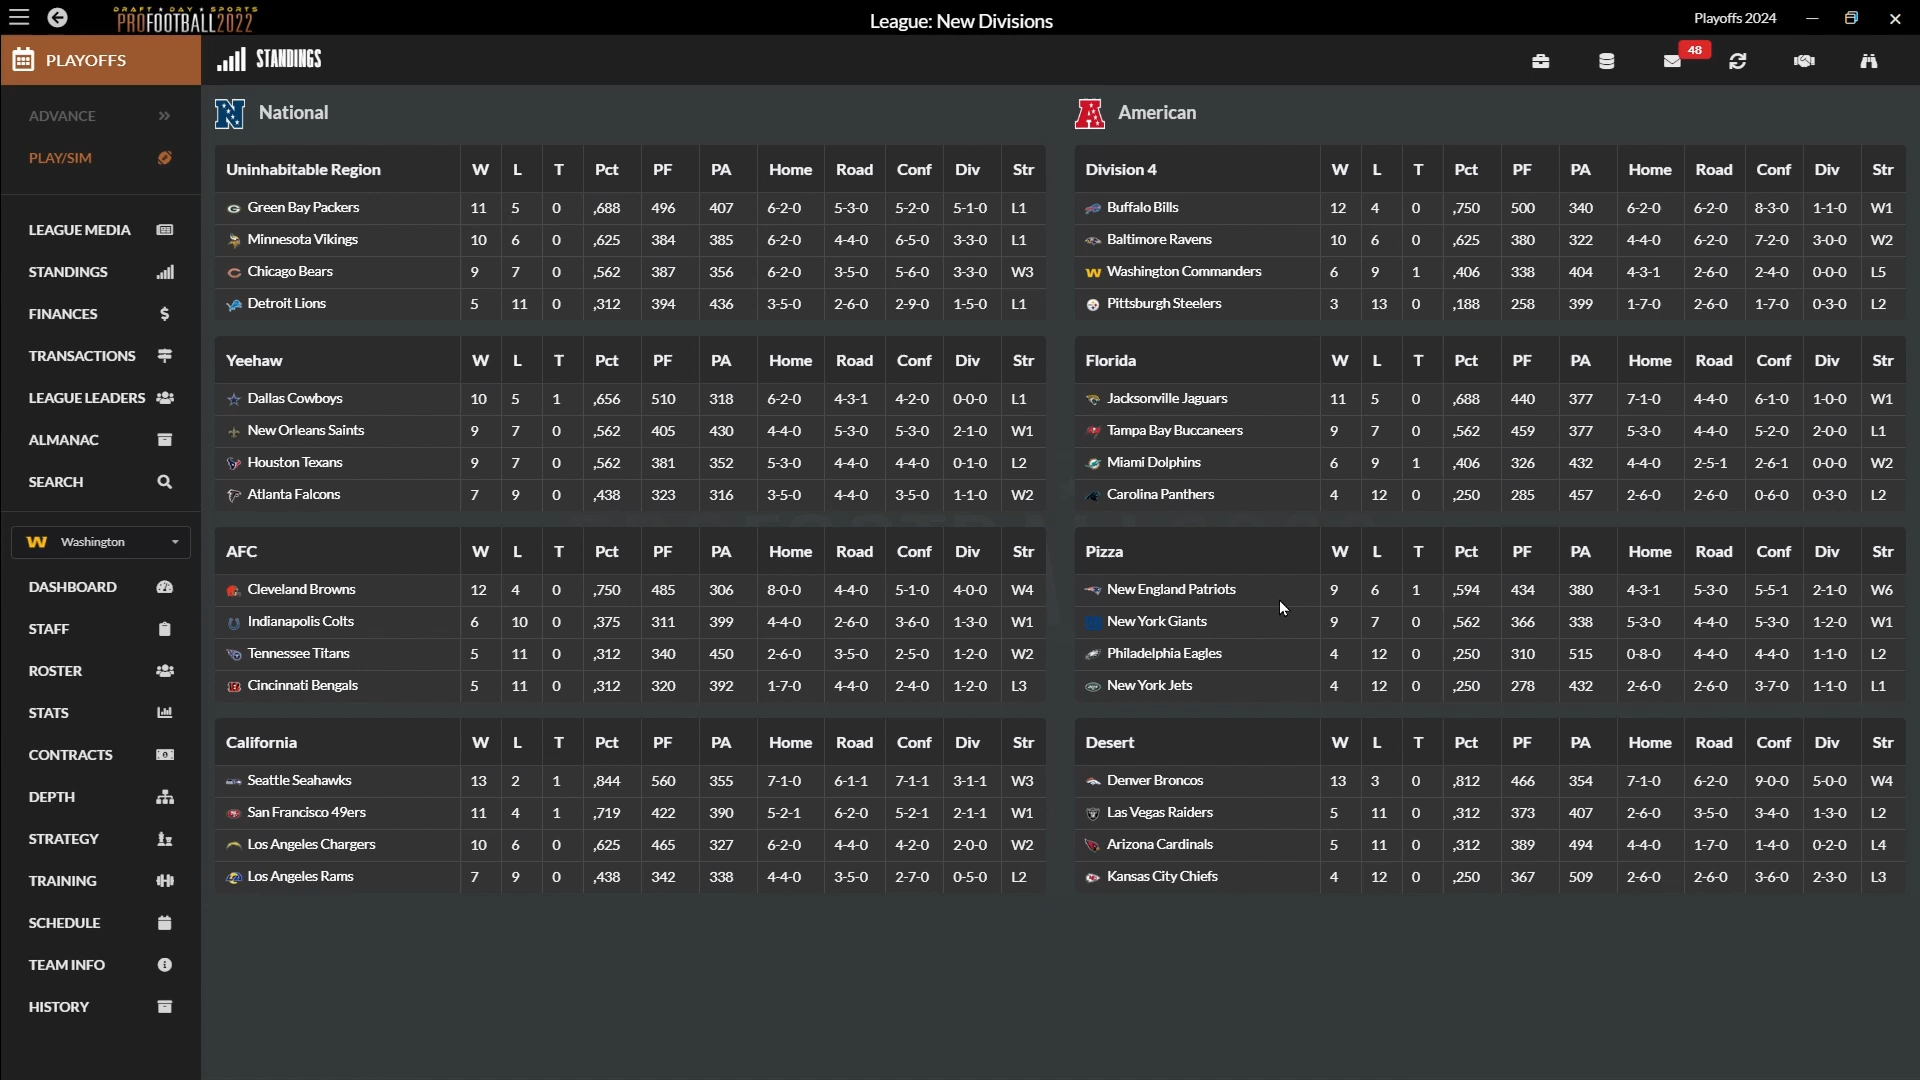 DRAFT DAY SPORTS
PROFOOTBALL2022
League: New Divisions
Playoffs 2024
PLAYOFFS
STANDINGS
48
ADVANCE
PLAY/SIM
LEAGUE MEDIA
STANDINGS
FINANCES
TRANSACTIONS
LEAGUE LEADERS
ALMANAC
SEARCH
Washington
DASHBOARD
STAFF
ROSTER
STATS
CONTRACTS
DEPTH
STRATEGY
TRAINING
SCHEDULE
TEAM INFO
HISTORY
National
Uninhabitable Region W L T Pct PF PA Home Road Conf Div Str
Green Bay Packers 11 5 0 ,688 496 407 6-2-0 5-3-0 5-2-0 5-1-0 L1
Minnesota Vikings 10 6 0 ,625 384 385 6-2-0 4-4-0 6-5-0 3-3-0 L1
Chicago Bears 9 7 0 ,562 387 356 6-2-0 3-5-0 5-6-0 3-3-0 W3
Detroit Lions 5 11 0 ,312 394 436 3-5-0 2-6-0 2-9-0 1-5-0 L1
Yeehaw W L T Pct PF PA Home Road Conf Div Str
Dallas Cowboys 10 5 1 ,656 510 318 6-2-0 4-3-1 4-2-0 0-0-0 L1
New Orleans Saints 9 7 0 ,562 405 430 4-4-0 5-3-0 5-3-0 2-1-0 W1
Houston Texans 9 7 0 ,562 381 352 5-3-0 4-4-0 4-4-0 0-1-0 L2
Atlanta Falcons 7 9 0 ,438 323 316 3-5-0 4-4-0 3-5-0 1-1-0 W2
AFC W L T Pct PF PA Home Road Conf Div Str
Cleveland Browns 12 4 0 ,750 485 306 8-0-0 4-4-0 5-1-0 4-0-0 W4
Indianapolis Colts 6 10 0 ,375 311 399 4-4-0 2-6-0 3-6-0 1-3-0 W1
Tennessee Titans 5 11 0 ,312 340 450 2-6-0 3-5-0 2-5-0 1-2-0 W2
Cincinnati Bengals 5 11 0 ,312 320 392 1-7-0 4-4-0 2-4-0 1-2-0 L3
California W L T Pct PF PA Home Road Conf Div Str
Seattle Seahawks 13 2 1 ,844 560 355 7-1-0 6-1-1 7-1-1 3-1-1 W3
San Francisco 49ers 11 4 1 ,719 422 390 5-2-1 6-2-0 5-2-1 2-1-1 W1
Los Angeles Chargers 10 6 0 ,625 465 327 6-2-0 4-4-0 4-2-0 2-0-0 W2
Los Angeles Rams 7 9 0 ,438 342 338 4-4-0 3-5-0 2-7-0 0-5-0 L2
American
Division 4 W L T Pct PF PA Home Road Conf Div Str
Buffalo Bills 12 4 0 ,750 500 340 6-2-0 6-2-0 8-3-0 1-1-0 W1
Baltimore Ravens 10 6 0 ,625 380 322 4-4-0 6-2-0 7-2-0 3-0-0 W2
Washington Commanders 6 9 1 ,406 338 404 4-3-1 2-6-0 2-4-0 0-0-0 L5
Pittsburgh Steelers 3 13 0 ,188 258 399 1-7-0 2-6-0 1-7-0 0-3-0 L2
Florida W L T Pct PF PA Home Road Conf Div Str
Jacksonville Jaguars 11 5 0 ,688 440 377 7-1-0 4-4-0 6-1-0 1-0-0 W1
Tampa Bay Buccaneers 9 7 0 ,562 459 377 5-3-0 4-4-0 5-2-0 2-0-0 L1
Miami Dolphins 6 9 1 ,406 326 432 4-4-0 2-5-1 2-6-1 0-0-0 W2
Carolina Panthers 4 12 0 ,250 285 457 2-6-0 2-6-0 0-6-0 0-3-0 L2
Pizza W L T Pct PF PA Home Road Conf Div Str
New England Patriots 9 6 1 ,594 434 380 4-3-1 5-3-0 5-5-1 2-1-0 W6
New York Giants 9 7 0 ,562 366 338 5-3-0 4-4-0 5-3-0 1-2-0 W1
Philadelphia Eagles 4 12 0 ,250 310 515 0-8-0 4-4-0 4-4-0 1-1-0 L2
New York Jets 4 12 0 ,250 278 432 2-6-0 2-6-0 3-7-0 1-1-0 L1
Desert W L T Pct PF PA Home Road Conf Div Str
Denver Broncos 13 3 0 ,812 466 354 7-1-0 6-2-0 9-0-0 5-0-0 W4
Las Vegas Raiders 5 11 0 ,312 373 407 2-6-0 3-5-0 3-4-0 1-3-0 L2
Arizona Cardinals 5 11 0 ,312 389 494 4-4-0 1-7-0 1-4-0 0-2-0 L4
Kansas City Chiefs 4 12 0 ,250 367 509 2-6-0 2-6-0 3-6-0 2-3-0 L3